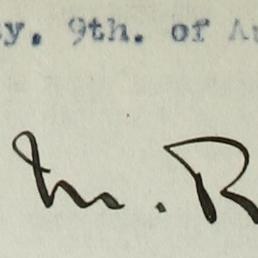 y. 9th. of A
M. R